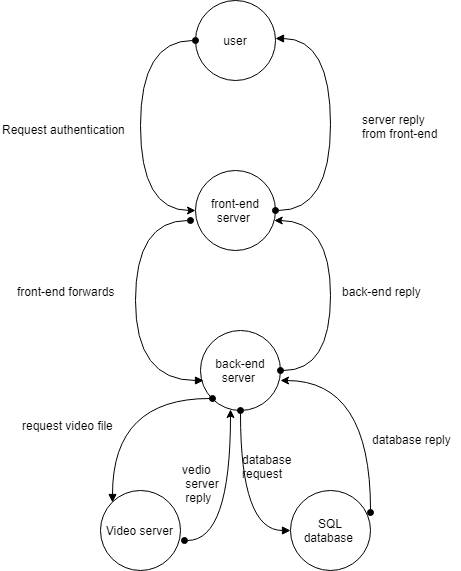 user
Request authentication
server reply
from front-end
front-end
server
front-end forwards
back-end reply
back-end
server
request video file
database reply
vedio
server
reply
database
request
Video server
SQL
database